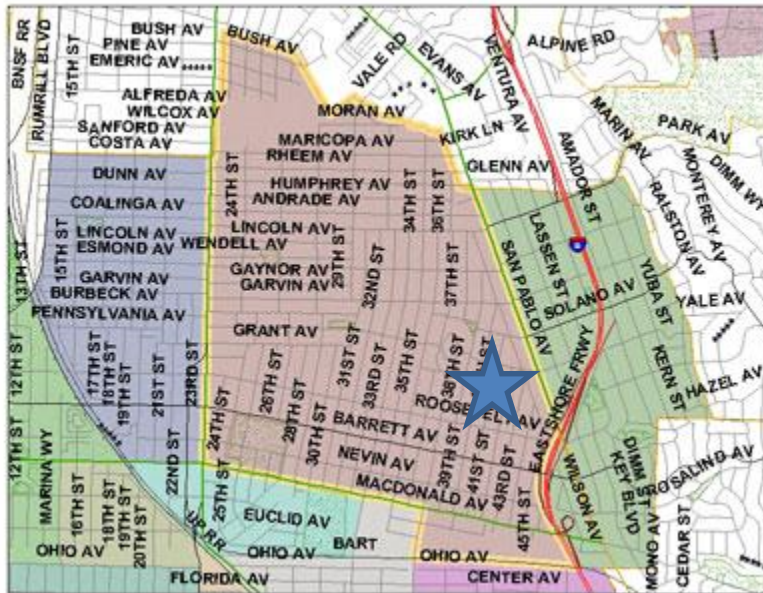 BUSH AV
PINE AV
EMERIC AV
BUSH AV
VALE RD
EVANS AV
VENTURA AV
ALPINE RD
BNSF RR
RUMRILL BLVD
15TH ST
ALFREDA AV
WILCOX AV
SANFORD AV
COSTA AV
MORAN AV
MARICOPA AV
RHEEM AV
KIRK LN
GLENN AV
AMADOR ST
MARIN AV
PARK AV
DIMM WY
MONTEREY AV
RALSTON AV
DUNN AV
COALINGA AV
LINCOLN AV
ESMOND AV
GARVIN AV
BURBECK AV
PENNSYLVANIA AV
13TH ST
15TH ST
24TH ST
HUMPHREY AV
ANDRADE AV
LINCOLN AV
WENDELL AV
GAYNOR AV
GARVIN AV
29TH ST
32ND ST
34TH ST
36TH ST
37TH ST
SAN PABLO AV
LASSEN ST
SOLANO AV
YUBA ST
YALE AV
GRANT AV
12TH ST
17TH ST
18TH ST
19TH ST
21ST ST
23RD ST
24TH ST
26TH ST
28TH ST
30TH ST
31ST ST
33RD ST
35TH ST
38TH ST
ST
ROOSEVELT AV
BARRETT AV
NEVIN AV
MACDONALD AV
39TH ST
41ST ST
43RD ST
45TH ST
EASTSHORE FRWY
WILSON AV
KERN ST
HAZEL AV
DIMM ST
KEY BLVD
ROSALIND AV
MONO AV
CEDAR ST
12TH ST
MARINA WY
16TH ST
18TH ST
19TH ST
20TH ST
22ND ST
25TH ST
UP RR
EUCLID AV
BART
OHIO AV
OHIO AV
OHIO AV
FLORIDA AV
CENTER AV